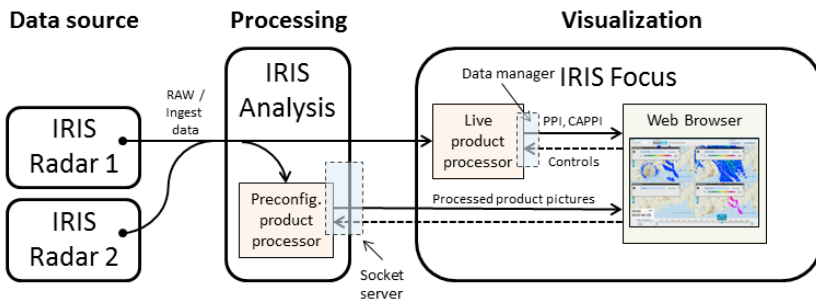 Data source
Processing
Visualization
IRIS
Radar 1
IRIS
Radar 2
RAW /
Ingest
data
IRIS
Analysis
Preconfig.
product
processor
Socket
server
Data manager
IRIS Focus
Live
product
processor
PPI, CAPPI
Controls
Processed product pictures
Web Browser